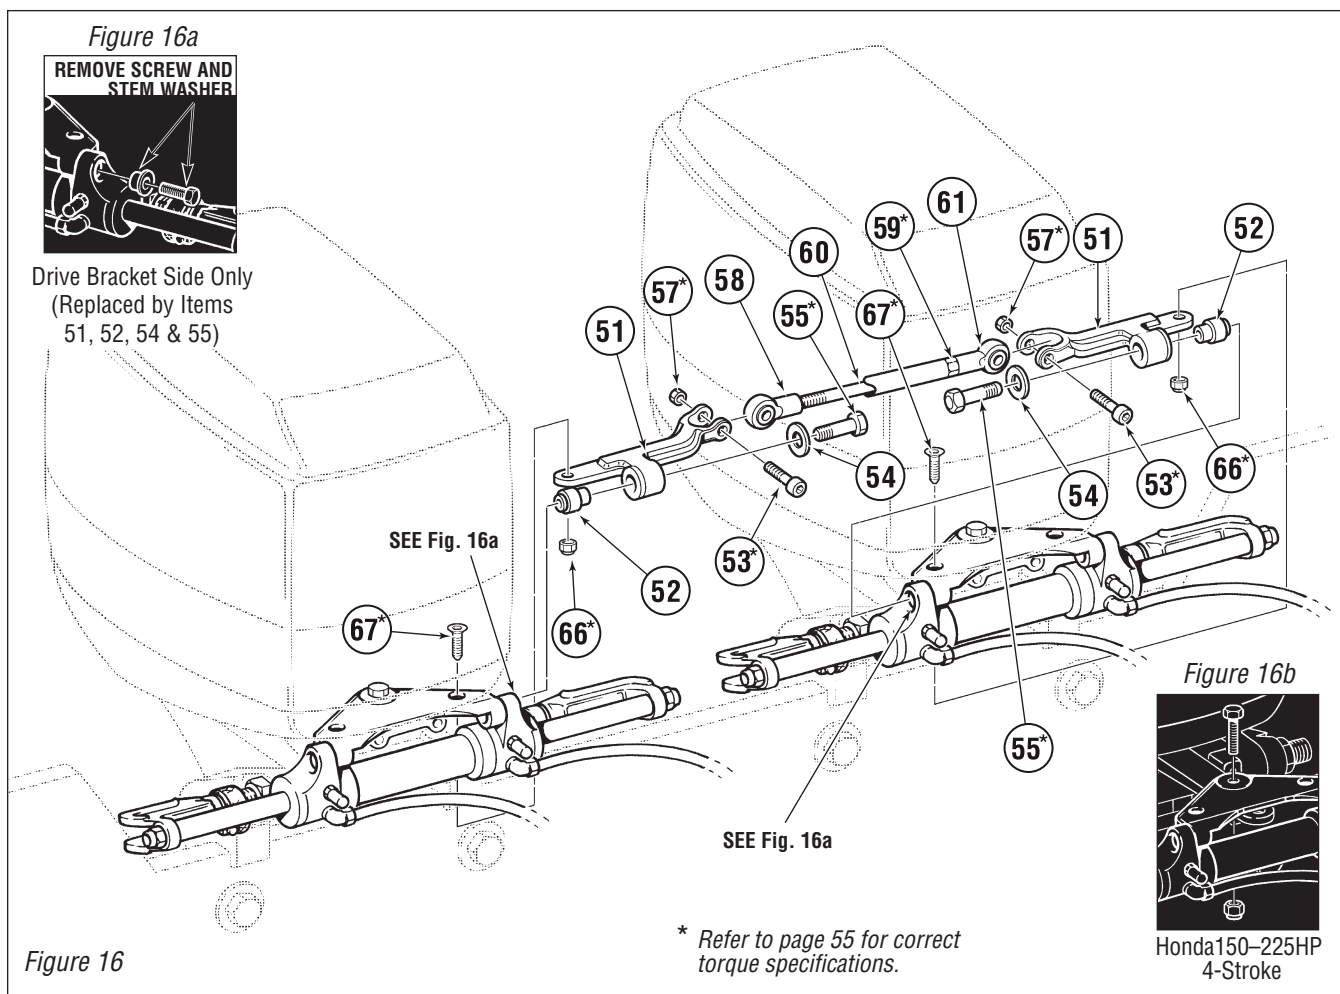 Figure 16a
REMOVE SCREW AND
STEM WASHER
Drive Bracket Side Only
(Replaced by Items
51, 52, 54 & 55)
61
59*
57*
51
52
60
58
55*
67*
57*
51
54
53*
54
53*
66*
SEE Fig. 16a
52
66*
67*
55*
SEE Fig. 16a
Figure 16b
Honda150–225HP
4-Stroke
* Refer to page 55 for correct
torque specifications.
Figure 16